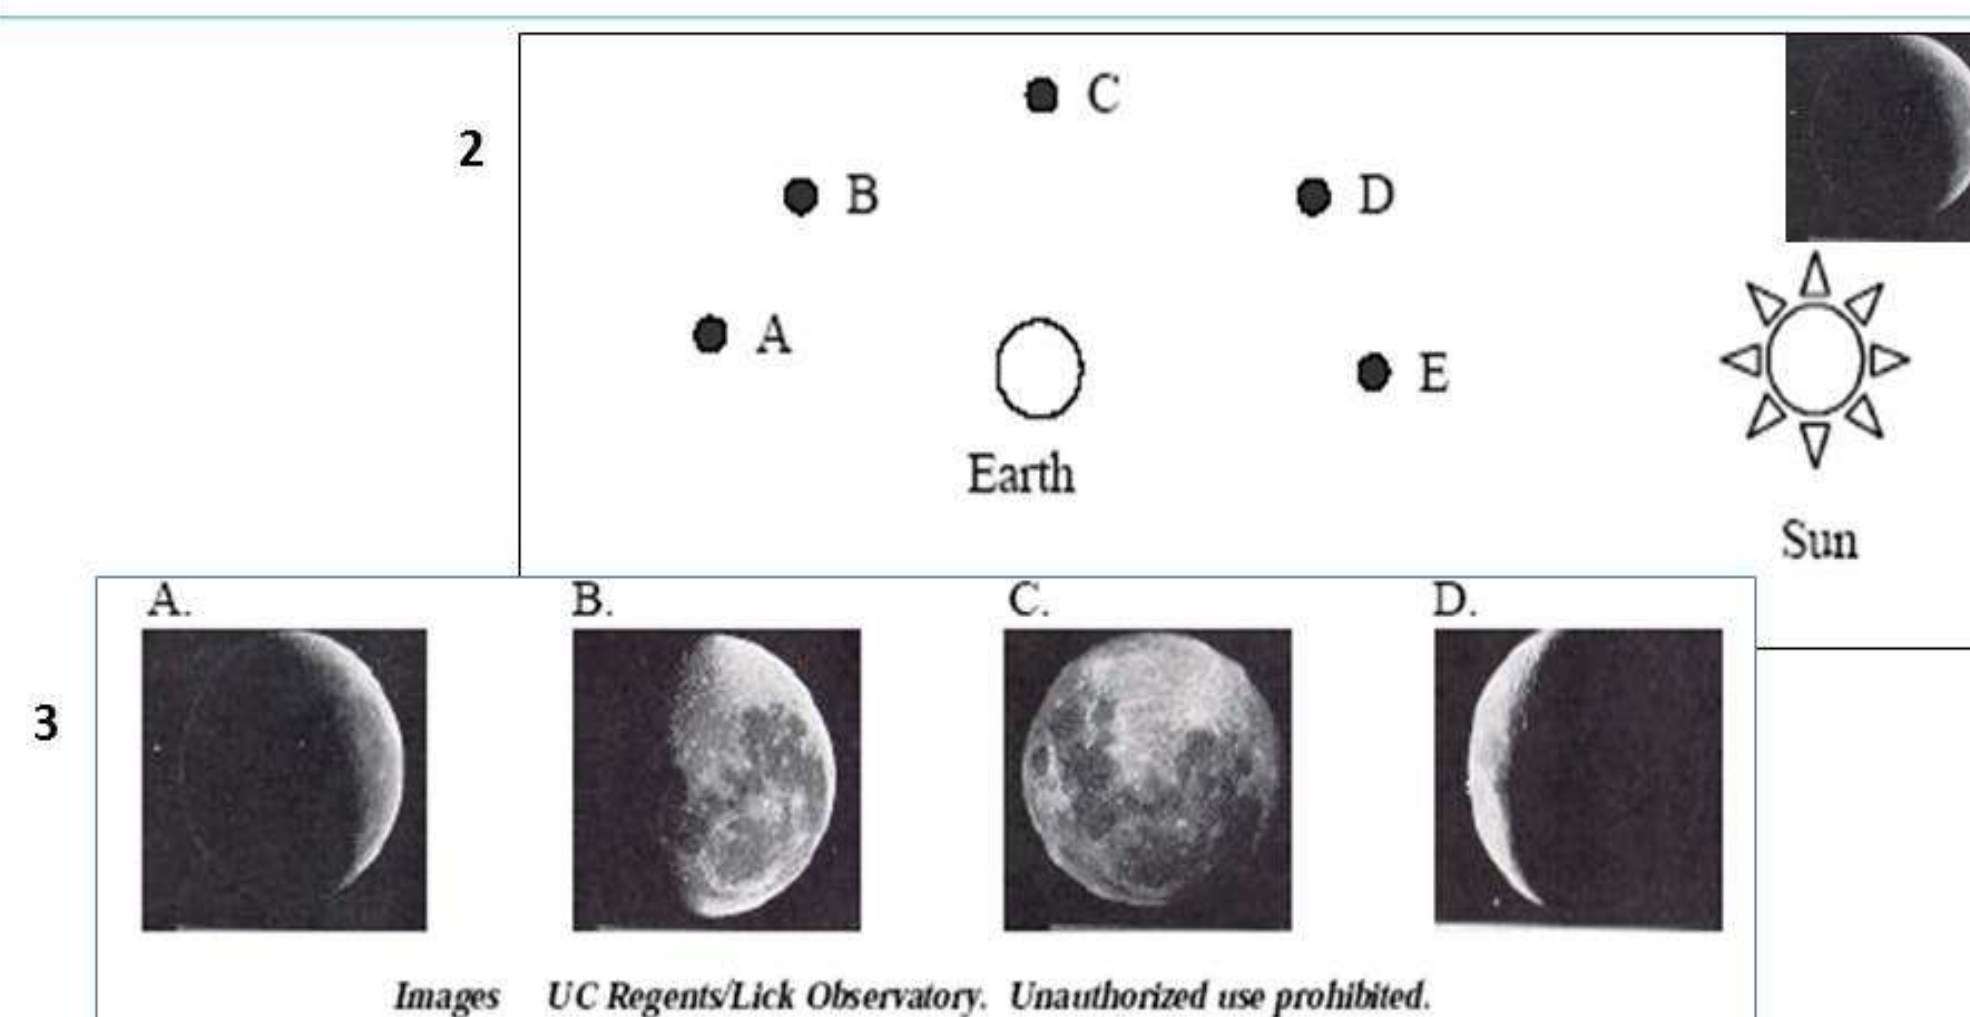 2
C
B
D
A
E
Earth
Sun
3
A.
B.
C.
D.
Images UC Regents/Lick Observatory. Unauthorized use prohibited.